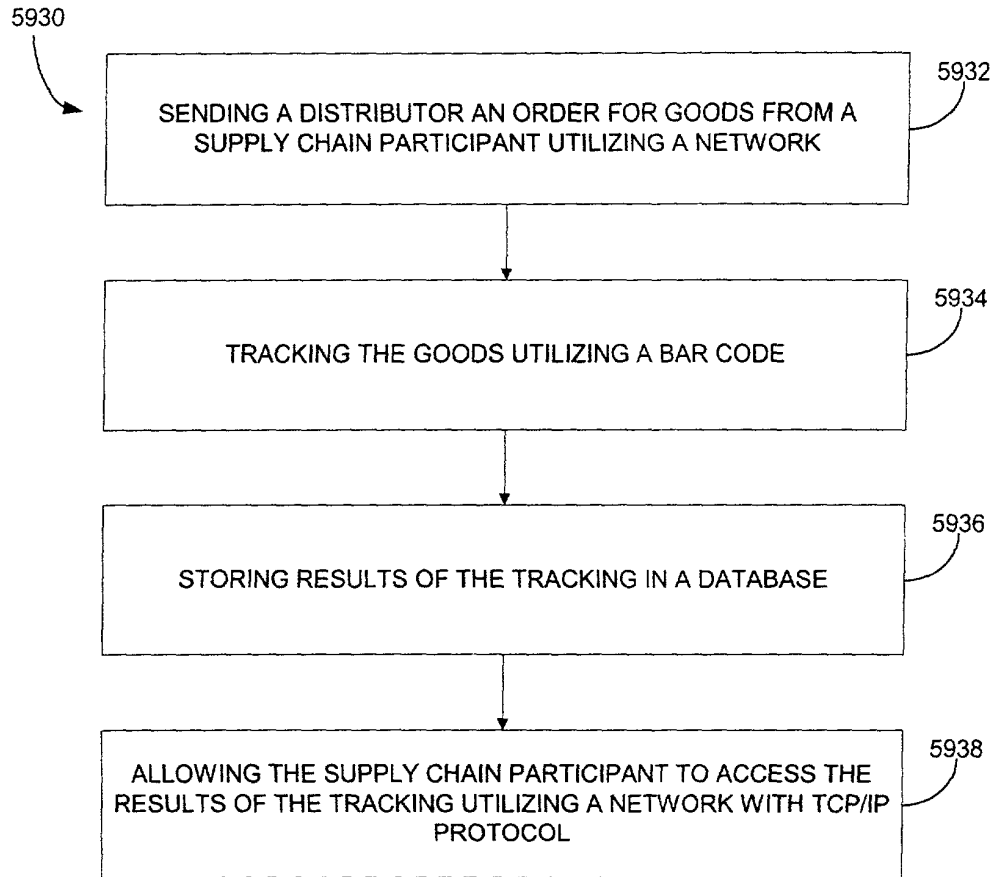 5930
5932
SENDING A DISTRIBUTOR AN ORDER FOR GOODS FROM A
SUPPLY CHAIN PARTICIPANT UTILIZING A NETWORK
5934
TRACKING THE GOODS UTILIZING A BAR CODE
5936
STORING RESULTS OF THE TRACKING IN A DATABASE
5938
ALLOWING THE SUPPLY CHAIN PARTICIPANT TO ACCESS THE
RESULTS OF THE TRACKING UTILIZING A NETWORK WITH TCP/IP
PROTOCOL